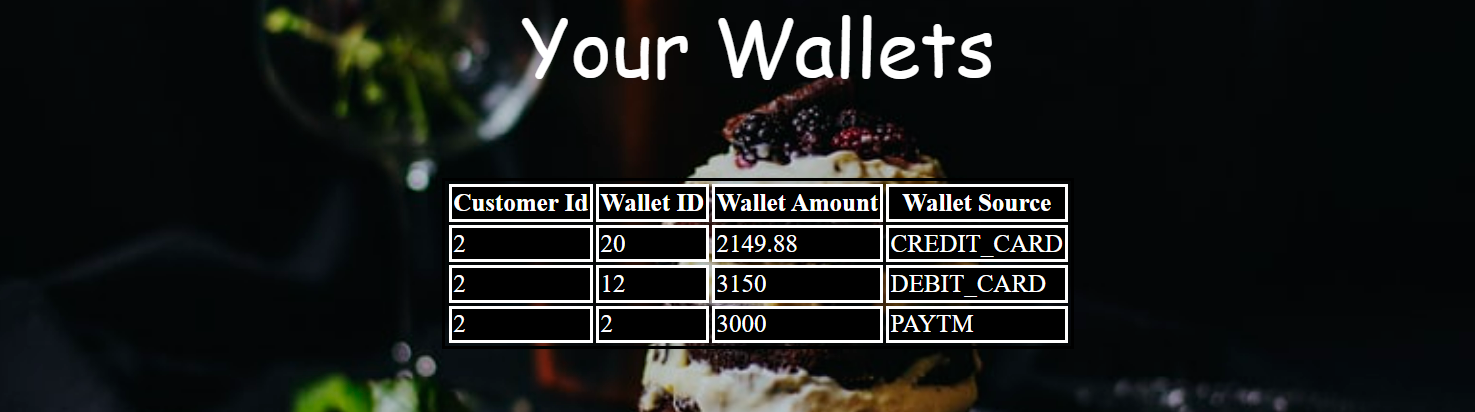 Your Wallets
Customer Id Wallet ID Wallet Amount Wallet Source
2 20 2149.88 CREDIT_CARD
2 12 3150 DEBIT_CARD
2 2 3000 PAYTM